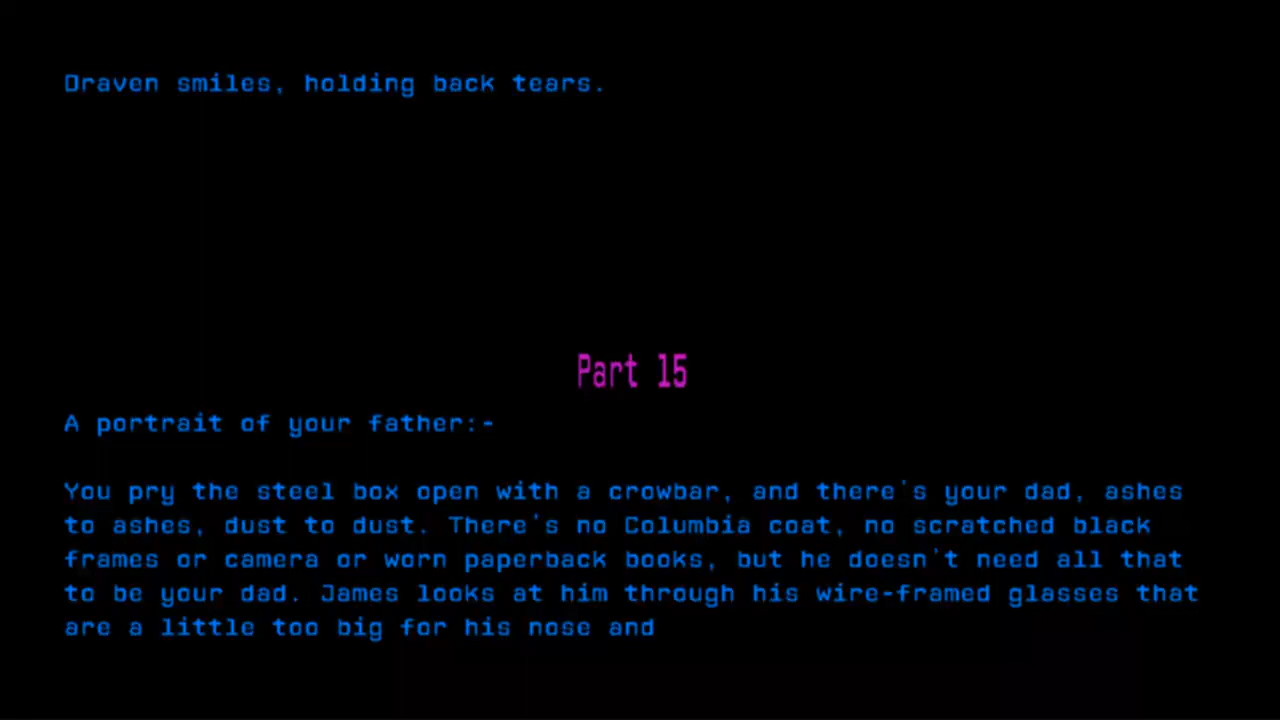 Draven smiles, holding back tears.
Part 15
A portrait of your father:-
You pry the steel box open with a crowbar, and there's your dad, ashes
to ashes, dust to dust. There's no Columbia coat, no scratched black
frames or camera or worn paperback books, but he doesn't need all that
to be your dad. James looks at him through his wire-framed glasses that
are a little too big for his nose and